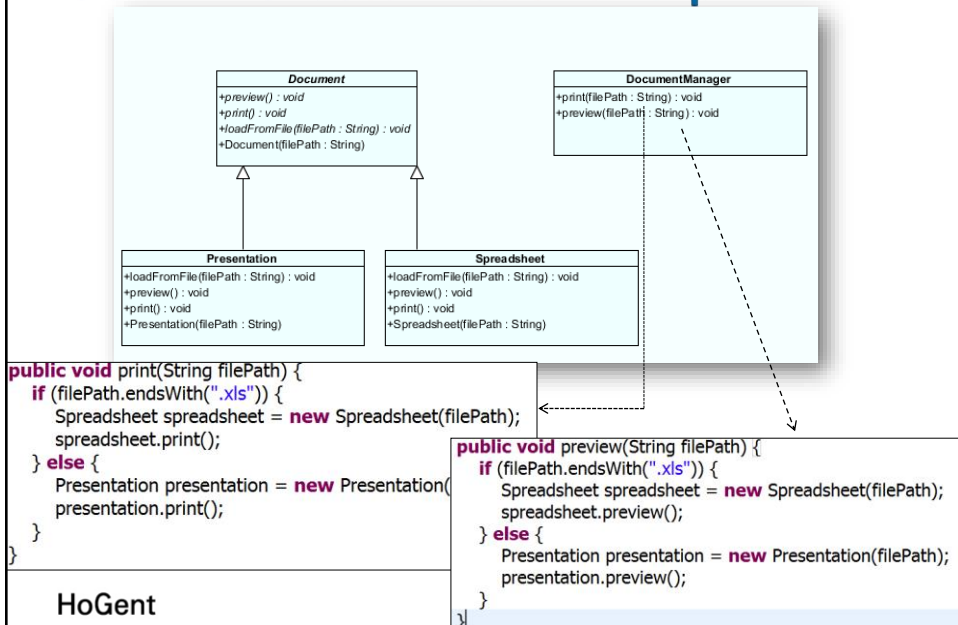 Document
+preview() : void
+print() : void
+loadFromFile(filePath : String) : void
+Document(filePath : String)
DocumentManager
+print(filePath : String) : void
+preview(filePath : String) : void
Presentation
+loadFromFile(filePath : String) : void
+preview() : void
+print() : void
+Presentation(filePath : String)
Spreadsheet
+loadFromFile(filePath : String) : void
+preview() : void
+print() : void
+Spreadsheet(filePath : String)
public void print(String filePath) {
if (filePath.endsWith(".xls")) {
Spreadsheet spreadsheet = new Spreadsheet(filePath);
spreadsheet.print();
} else {
Presentation presentation = new Presentation(
presentation.print();
}
}
public void preview(String filePath) {
if (filePath.endsWith(".xls")) {
Spreadsheet spreadsheet = new Spreadsheet(filePath);
spreadsheet.preview();
} else {
Presentation presentation = new Presentation(filePath);
presentation.preview();
}
}
HoGent